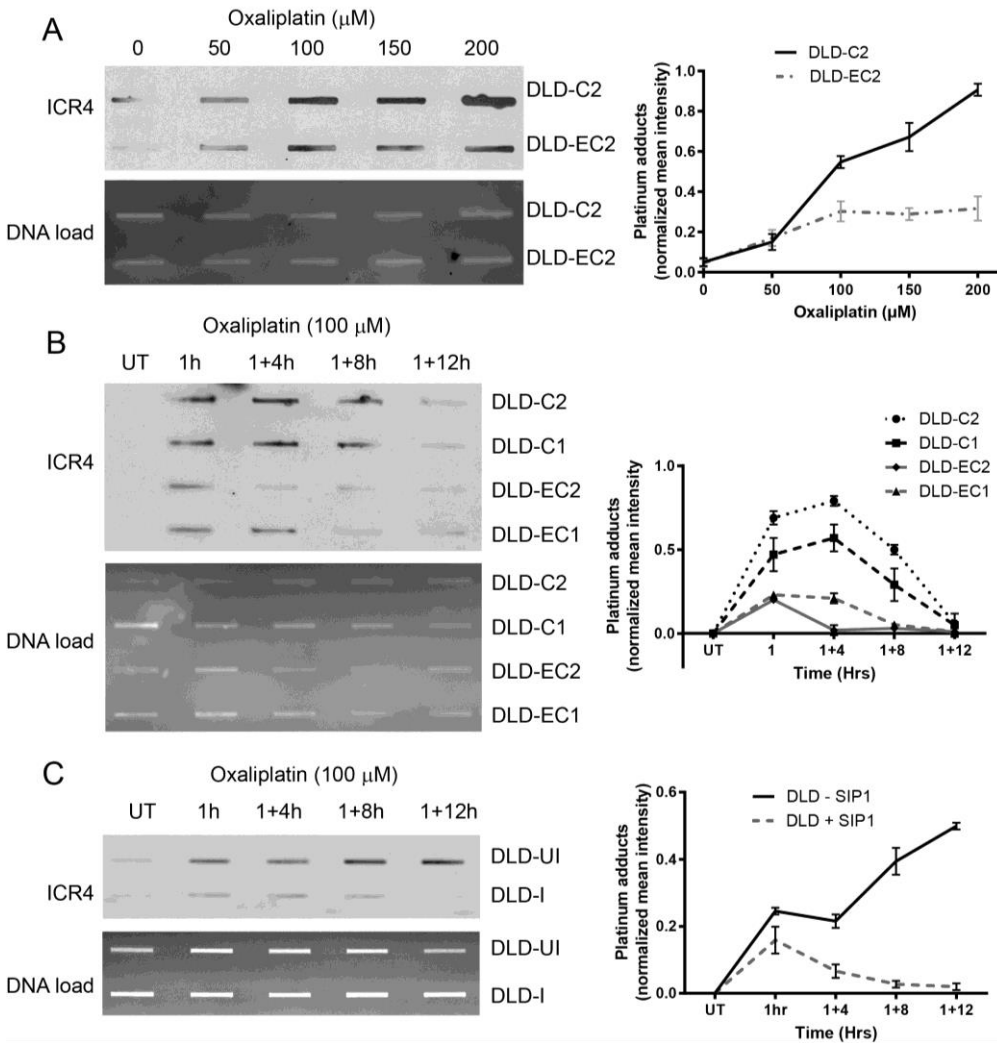 A
Oxaliplatin (µM)
0 50 100 150 200
ICR4
DLD-C2
DLD-EC2
DNA load
DLD-C2
DLD-EC2
DLD-C2
DLD-EC2
Platinum adducts
(normalized mean intensity)
1.0
0.8
0.6
0.4
0.2
0.0
0 50 100 150 200
Oxaliplatin (µM)
B
Oxaliplatin (100 µM)
UT 1h 1+4h 1+8h 1+12h
ICR4
DLD-C2
DLD-C1
DLD-EC2
DLD-EC1
DNA load
DLD-C2
DLD-C1
DLD-EC2
DLD-EC1
DLD-C2
DLD-C1
DLD-EC2
DLD-EC1
Platinum adducts
(normalized mean intensity
1.0
0.5
0.0
UT 1 1+4 1+8 1+12
Time (Hrs)
C
Oxaliplatin (100 µM)
UT 1h 1+4h 1+8h 1+12h
ICR4
DLD-UI
DLD-I
DNA load
DLD-UI
DLD-I
DLD - SIP1
DLD + SIP1
Platinum adducts
(normalized mean intensity)
0.6
0.4
0.2
0.0
UT 1hr 1+4 1+8 1+12
Time (Hrs)